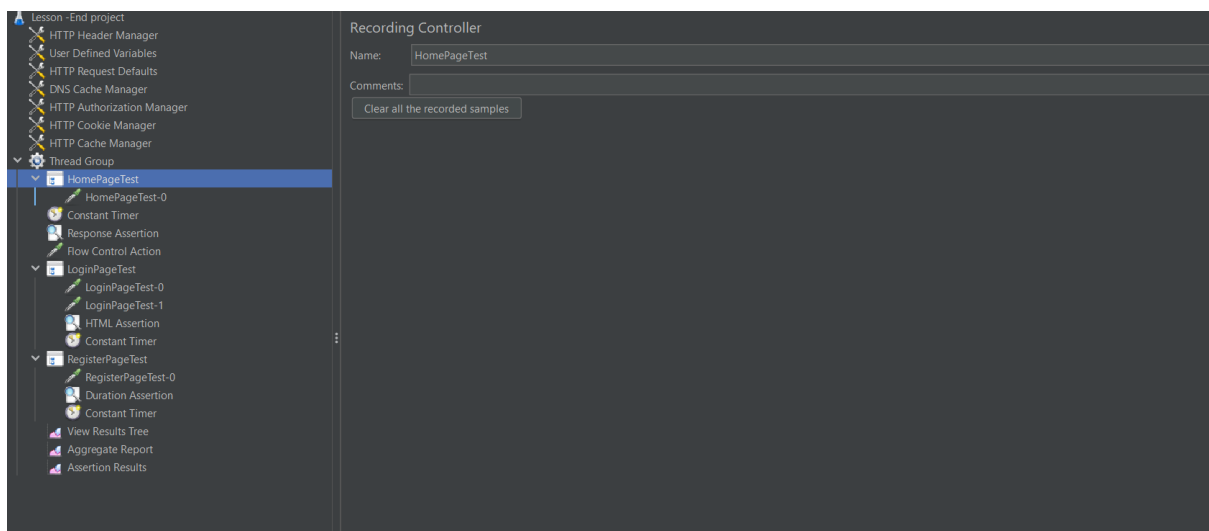 Lesson -End project
HTTP Header Manager
User Defined Variables
HTTP Request Defaults
DNS Cache Manager
HTTP Authorization Manager
HTTP Cookie Manager
HTTP Cache Manager
Thread Group
HomePageTest
HomePageTest-0
Constant Timer
Response Assertion
Flow Control Action
LoginPageTest
LoginPageTest-0
LoginPageTest-1
HTML Assertion
Constant Timer
RegisterPageTest
RegisterPageTest-0
Duration Assertion
Constant Timer
View Results Tree
Aggregate Report
Assertion Results
Recording Controller
Name: HomePageTest
Comments:
Clear all the recorded samples